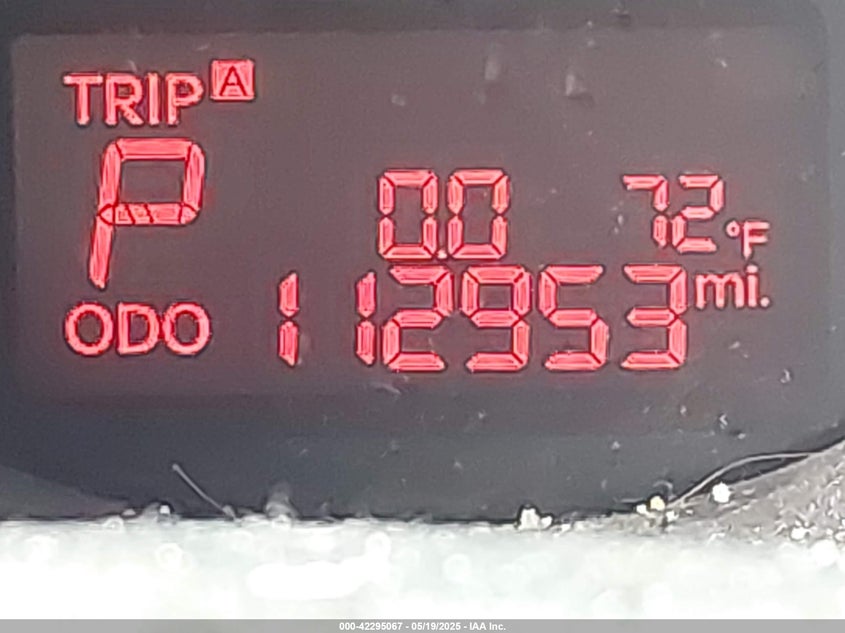 TRIP A
P 0.0 72°F
ODO 112953 mi.
000-42295067 - 05/19/2025 - IAA Inc.